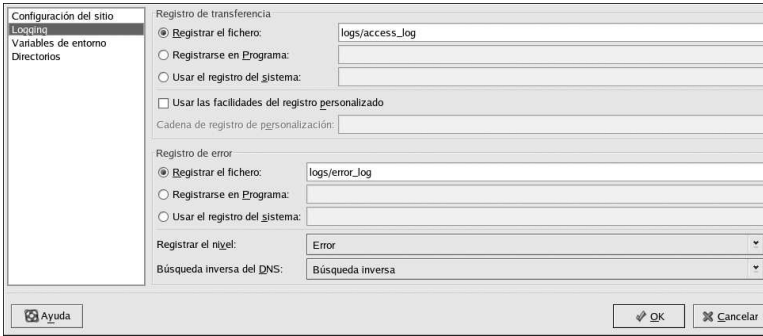 Configuración del sitio
Logging
Variables de entorno
Directorios
Registro de transferencia
Registrar el fichero: logs/access_log
Registrarse en Programa:
Usar el registro del sistema:
Usar las facilidades del registro personalizado
Cadena de registro de personalización:
Registro de error
Registrar el fichero: logs/error_log
Registrarse en Programa:
Usar el registro del sistema:
Registrar el nivel: Error
Búsqueda inversa del DNS: Búsqueda inversa
Ayuda
OK
Cancelar